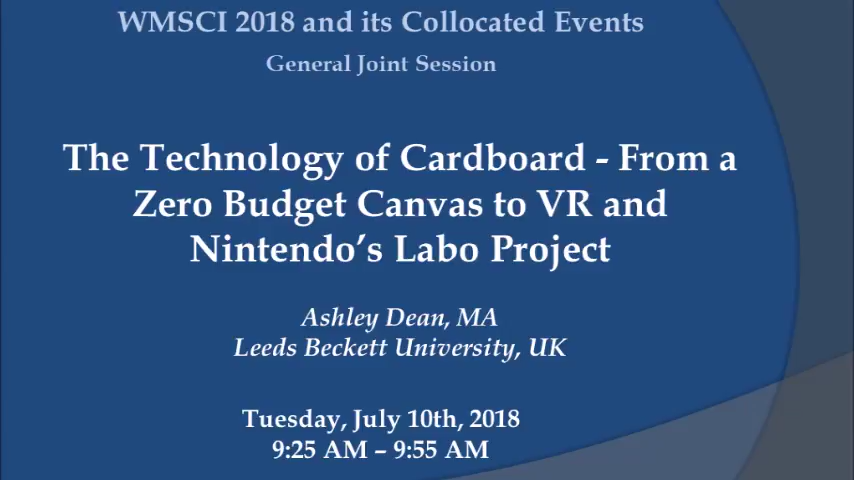 WMSCI 2018 and its Collocated Events
General Joint Session
The Technology of Cardboard - From a
Zero Budget Canvas to VR and
Nintendo’s Labo Project
Ashley Dean, MA
Leeds Beckett University, UK
Tuesday, July 10th, 2018
9:25 AM – 9:55 AM